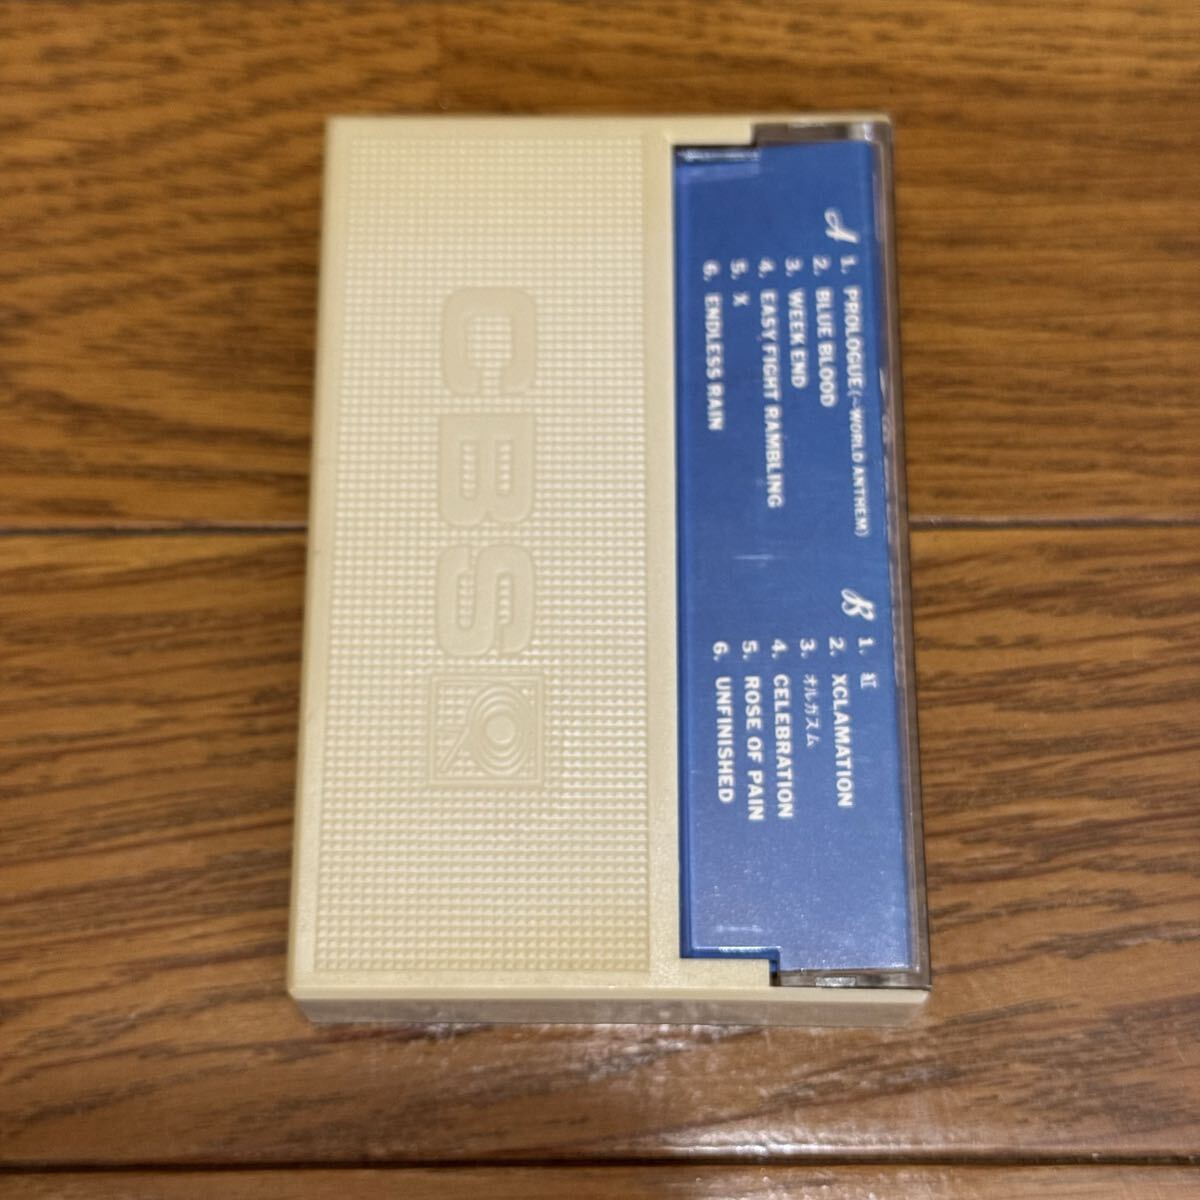 A
1. PROLOGUE (~WORLD ANTHEM)
2. BLUE BLOOD
3. WEEK END
4. EASY FIGHT RAMBLING
5. X
6. ENDLESS RAIN
B
1. 紅
2. XCLAMATION
3. オルガスム
4. CELEBRATION
5. ROSE OF PAIN
6. UNFINISHED
CBS